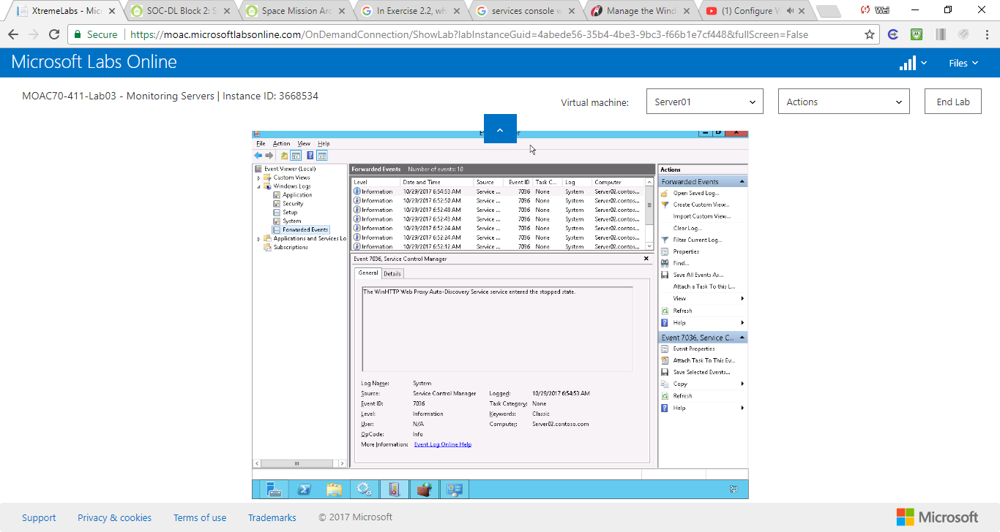 XtremeLabs - Micr
SOC-DL Block 2: S
Space Mission Arc
In Exercise 2.2, wh
services console w
Manage the Wind
(1) Configure W
Wei
Secure
https://moac.microsoftlabsonline.com/OnDemandConnection/ShowLab?labInstanceGuid=4abede56-35b4-4be3-9bc3-f66b1e7cf448&fullScreen=False
Microsoft Labs Online
Files
MOAC70-411-Lab03 - Monitoring Servers | Instance ID: 3668534
Virtual machine:
Server01
Actions
End Lab
File Action View Help
Event Viewer (Local)
Custom Views
Windows Logs
Application
Security
Setup
System
Forwarded Events
Applications and Services Lo
Subscriptions
Forwarded Events Number of events: 10
Level Date and Time Source Event ID Task C... Log Computer
Information 10/29/2017 6:54:53 AM Service ... 7036 None System Server02.contos...
Information 10/29/2017 6:52:50 AM Service ... 7036 None System Server02.contos...
Information 10/29/2017 6:52:48 AM Service ... 7036 None System Server02.contos...
Information 10/29/2017 6:52:43 AM Service ... 7036 None System Server02.contos...
Information 10/29/2017 6:52:24 AM Service ... 7036 None System Server02.contos...
Information 10/29/2017 6:52:24 AM Service ... 7036 None System Server02.contos...
Information 10/29/2017 6:52:12 AM Service ... 7036 None System Server02.contos...
Event 7036, Service Control Manager
General Details
The WinHTTP Web Proxy Auto-Discovery Service service entered the stopped state.
Log Name: System
Source: Service Control Manager Logged: 10/29/2017 6:54:53 AM
Event ID: 7036 Task Category: None
Level: Information Keywords: Classic
User: N/A Computer: Server02.contoso.com
OpCode: Info
More Information: Event Log Online Help
Actions
Forwarded Events
Open Saved Log...
Create Custom View...
Import Custom View...
Clear Log...
Filter Current Log...
Properties
Find...
Save All Events As...
Attach a Task To this L...
View
Refresh
Help
Event 7036, Service C...
Event Properties
Attach Task To This Ev...
Save Selected Events...
Copy
Refresh
Help
Support
Privacy & cookies
Terms of use
Trademarks
© 2017 Microsoft
Microsoft